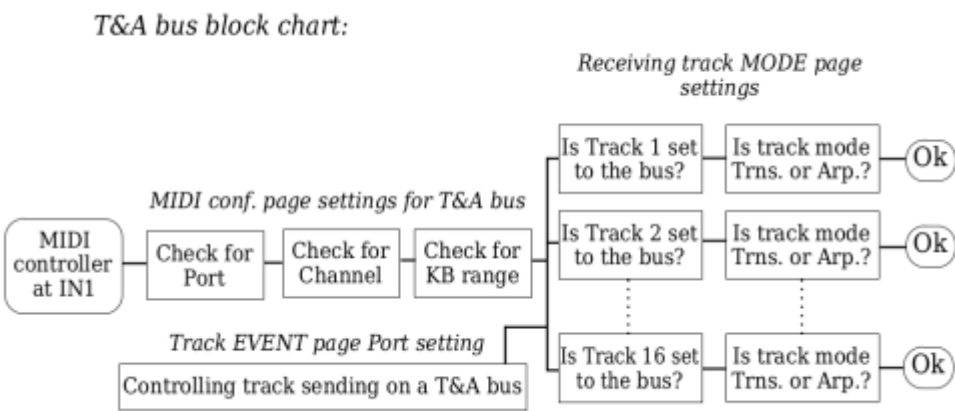 T&A bus block chart:
Receiving track MODE page
settings
Is Track 1 set
to the bus?
Is track mode
Trns. or Arp.?
Ok
MIDI conf. page settings for T&A bus
MIDI
controller
at IN1
Check for
Port
Check for
Channel
Check for
KB range
Is Track 2 set
to the bus?
Is track mode
Trns. or Arp.?
Ok
Track EVENT page Port setting
Controlling track sending on a T&A bus
Is Track 16 set
to the bus?
Is track mode
Trns. or Arp.?
Ok